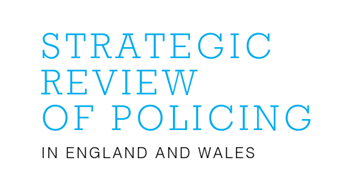 STRATEGIC
REVIEW
OF POLICING
IN ENGLAND AND WALES